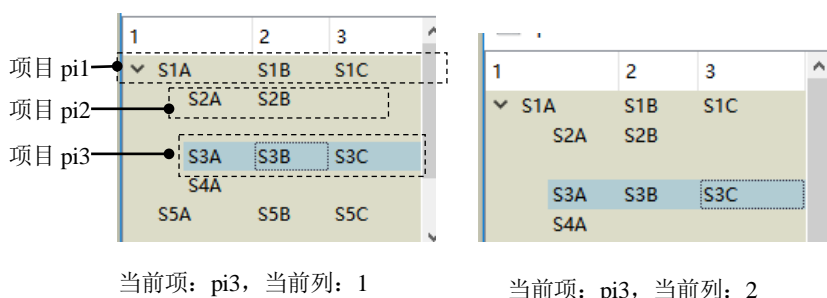 1 2 3
项目 pi1 S1A S1B S1C
项目 pi2 S2A S2B
项目 pi3 S3A S3B S3C
S4A
S5A S5B S5C
当前项：pi3，当前列：1
1 2 3
S1A S1B S1C
S2A S2B
S3A S3B S3C
S4A
当前项：pi3，当前列：2